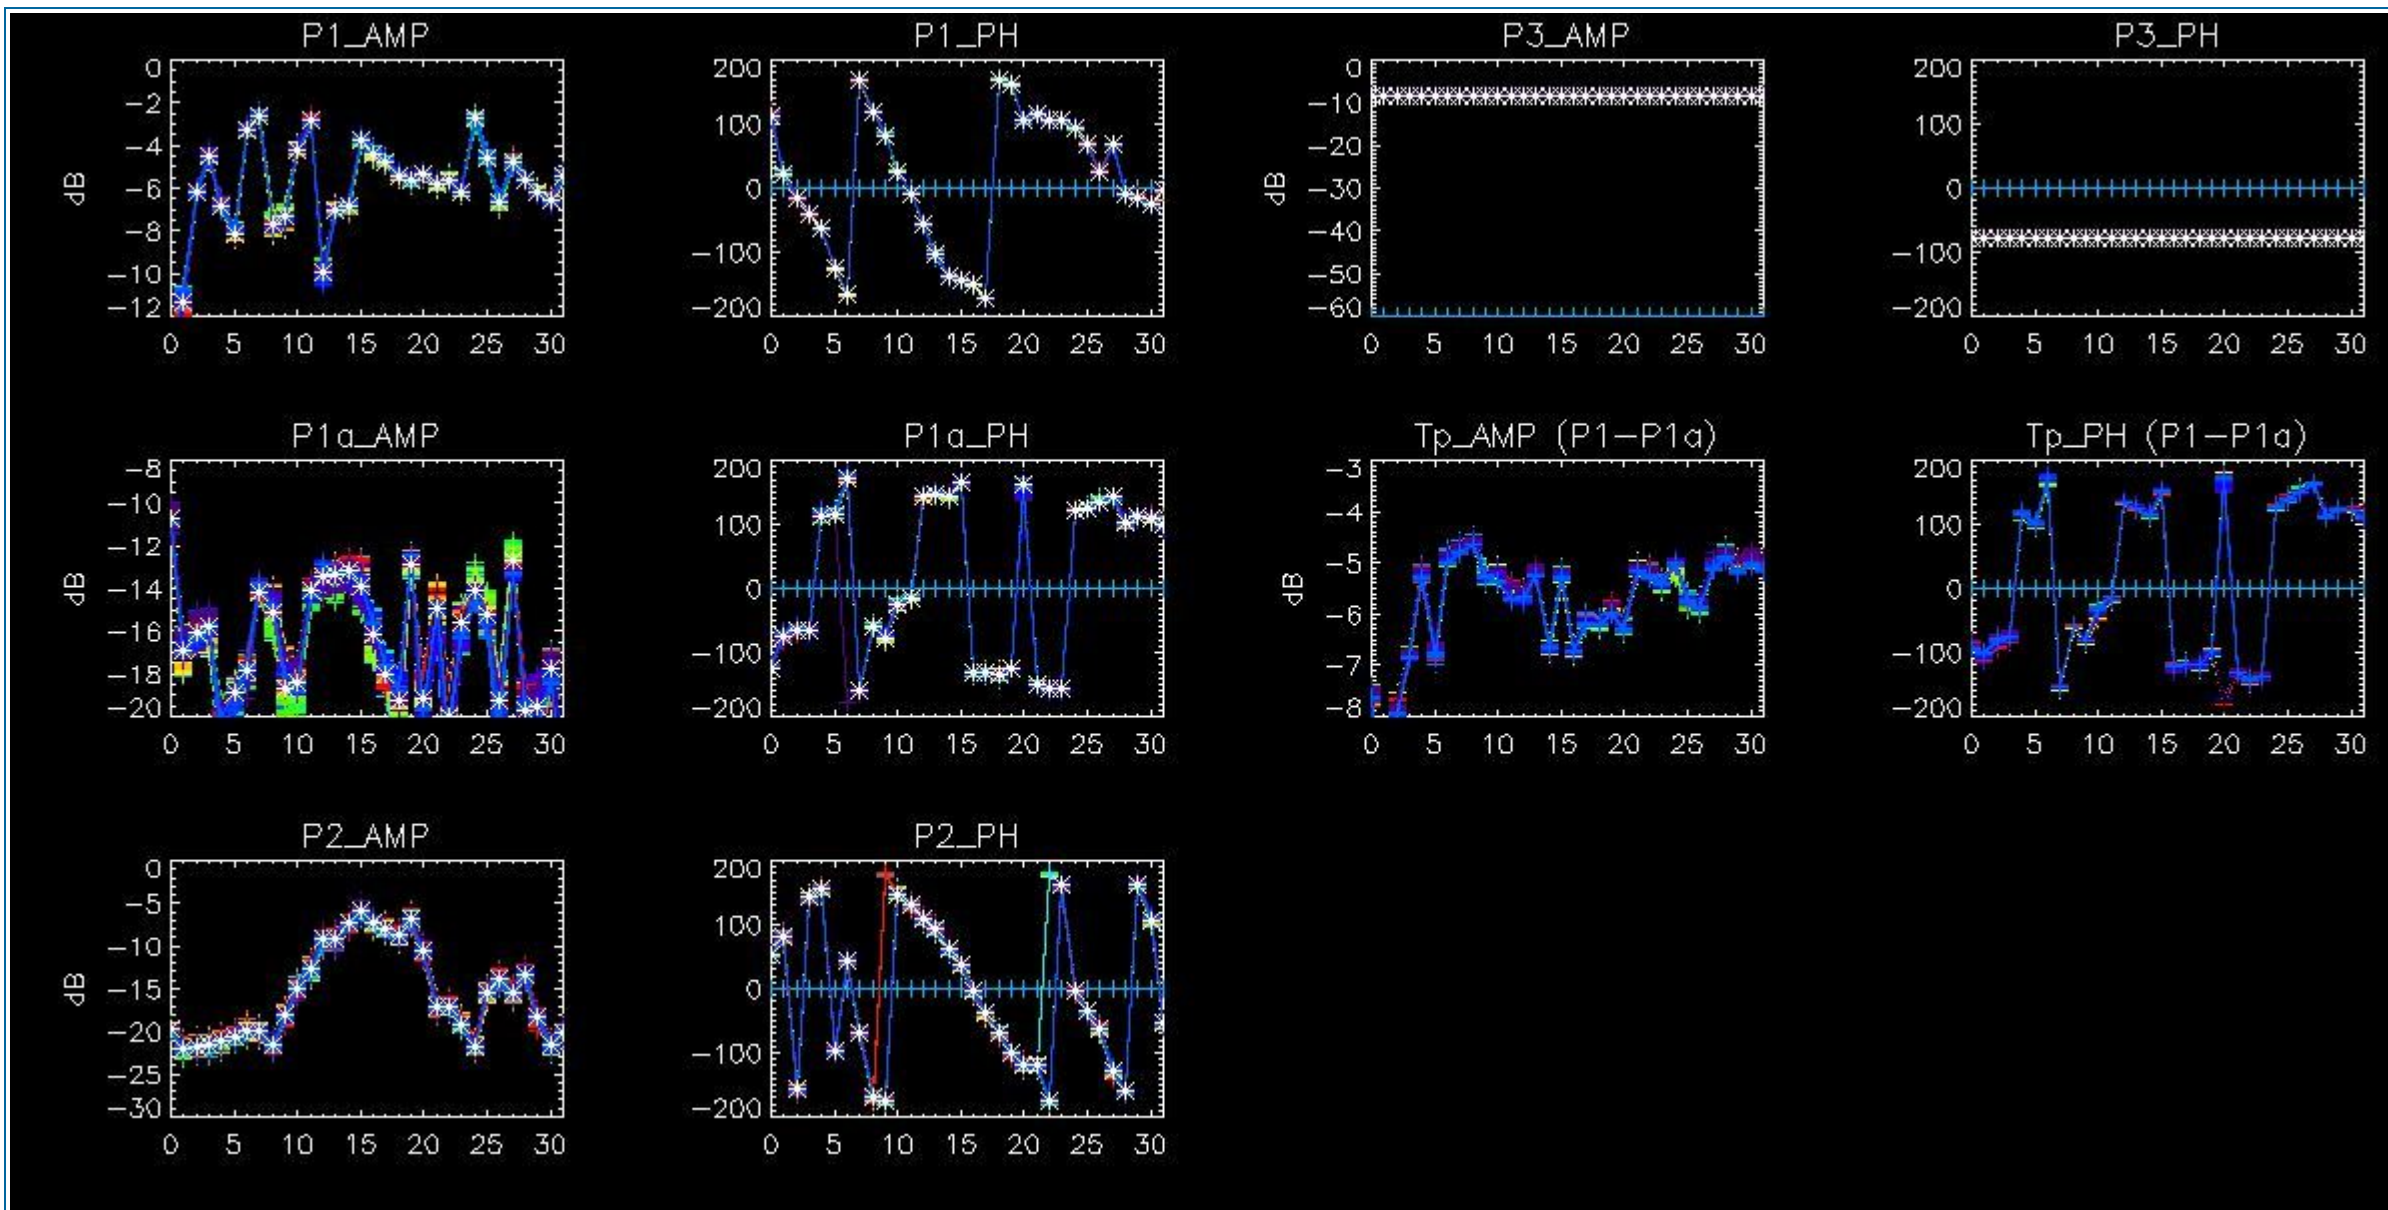 P1_AMP P1_PH P3_AMP P3_PH
0 200 0 200
−2 100 −10 100
−4 −20
dB −6 0 dB −30 0
−8 −40
−10 −100 −50 −100
−12 −200 −60 −200
0 5 10 15 20 25 30 0 5 10 15 20 25 30 0 5 10 15 20 25 30 0 5 10 15 20 25 30
P1a_AMP P1a_PH Tp_AMP (P1−P1a) Tp_PH (P1−P1a)
−8 200 −3 200
−10 100 −4 100
−12
dB −14 0 dB −5 0
−16 −6
−18 −100 −7 −100
−20 −200 −8 −200
0 5 10 15 20 25 30 0 5 10 15 20 25 30 0 5 10 15 20 25 30 0 5 10 15 20 25 30
P2_AMP P2_PH
0 200
−5 100
−10
dB −15 0
−20
−25 −100
−30 −200
0 5 10 15 20 25 30 0 5 10 15 20 25 30